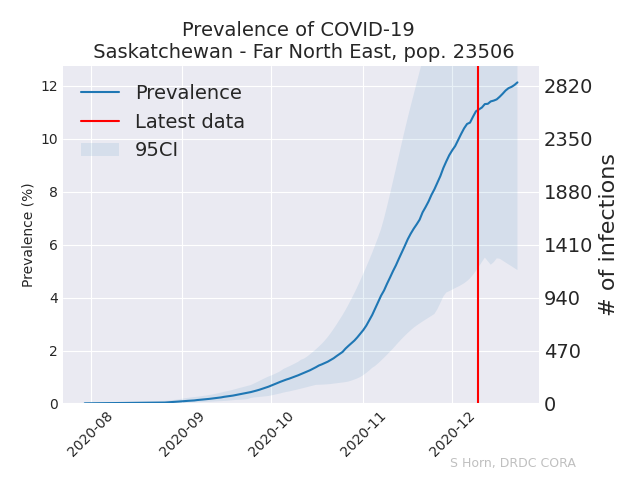 Prevalence of COVID-19
Saskatchewan - Far North East, pop. 23506
Prevalence
Latest data
95CI
Prevalence (%)
12
10
8
6
4
2
0
2820
2350
1880
1410
940
470
0
# of infections
2020-08
2020-09
2020-10
2020-11
2020-12
S Horn, DRDC CORA